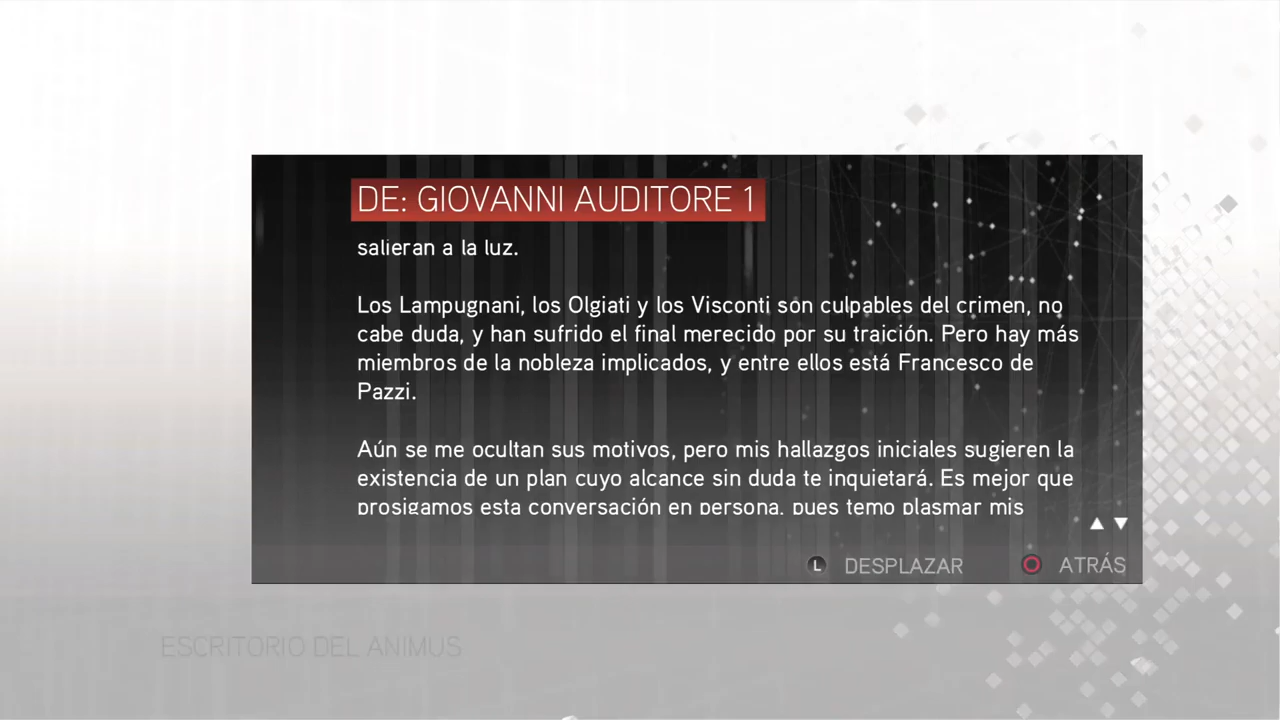 DE: GIOVANNI AUDITORE 1
salieran a la luz.
Los Lampugnani, los Olgiati y los Visconti son culpables del crimen, no
cabe duda, y han sufrido el final merecido por su traición. Pero hay más
miembros de la nobleza implicados, y entre ellos está Francesco de
Pazzi.
Aún se me ocultan sus motivos, pero mis hallazgos iniciales sugieren la
existencia de un plan cuyo alcance sin duda te inquietará. Es mejor que
prosigamos esta conversación en persona, pues temo plasmar mis
L DESPLAZAR ATRÁS
ESCRITORIO DEL ANIMUS